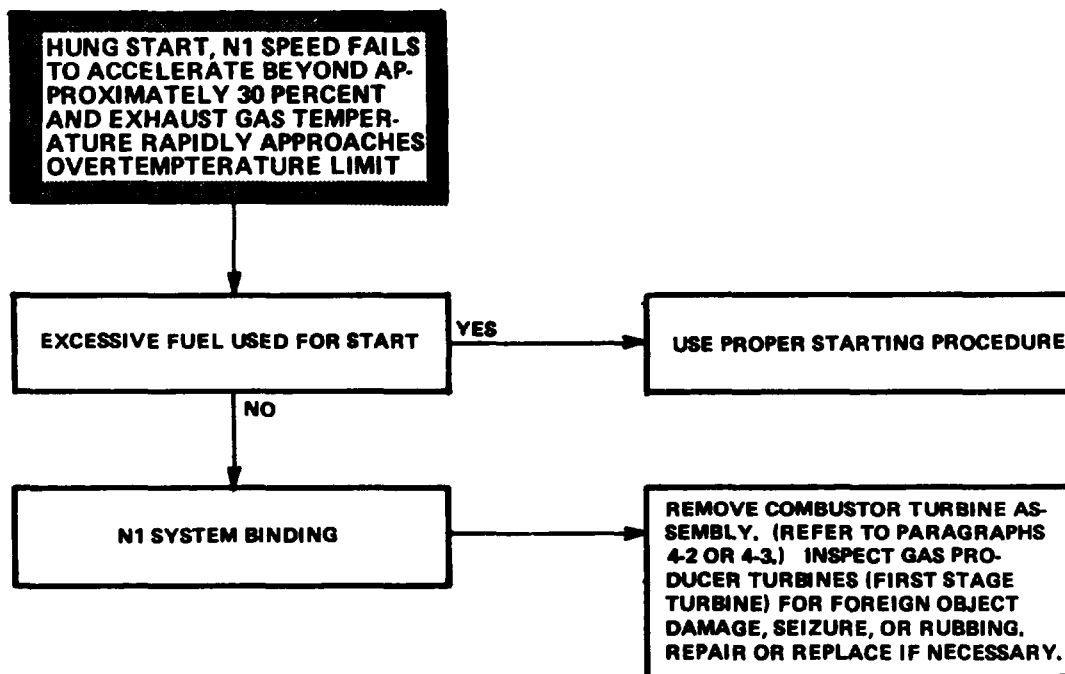 HUNG START, N1 SPEED FAILS
TO ACCELERATE BEYOND AP-
PROXIMATELY 30 PERCENT
AND EXHAUST GAS TEMPER-
ATURE RAPIDLY APPROACHES
OVERTEMPTERATURE LIMIT
EXCESSIVE FUEL USED FOR START
YES
USE PROPER STARTING PROCEDURE
NO
N1 SYSTEM BINDING
REMOVE COMBUSTOR TURBINE AS-
SEMBLY. (REFER TO PARAGRAPHS
4-2 OR 4-3.) INSPECT GAS PRO-
DUCER TURBINES (FIRST STAGE
TURBINE) FOR FOREIGN OBJECT
DAMAGE, SEIZURE, OR RUBBING.
REPAIR OR REPLACE IF NECESSARY.